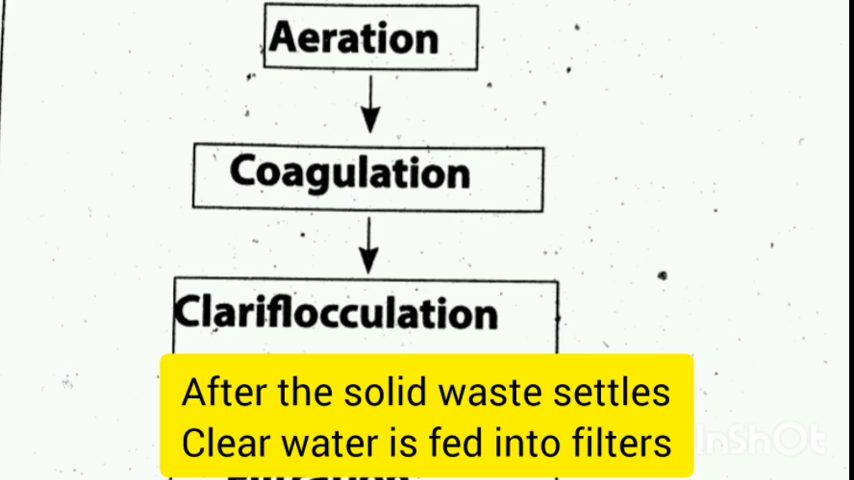 Aeration
Coagulation
Clariflocculation
After the solid waste settles
Clear water is fed into filters
InShOt